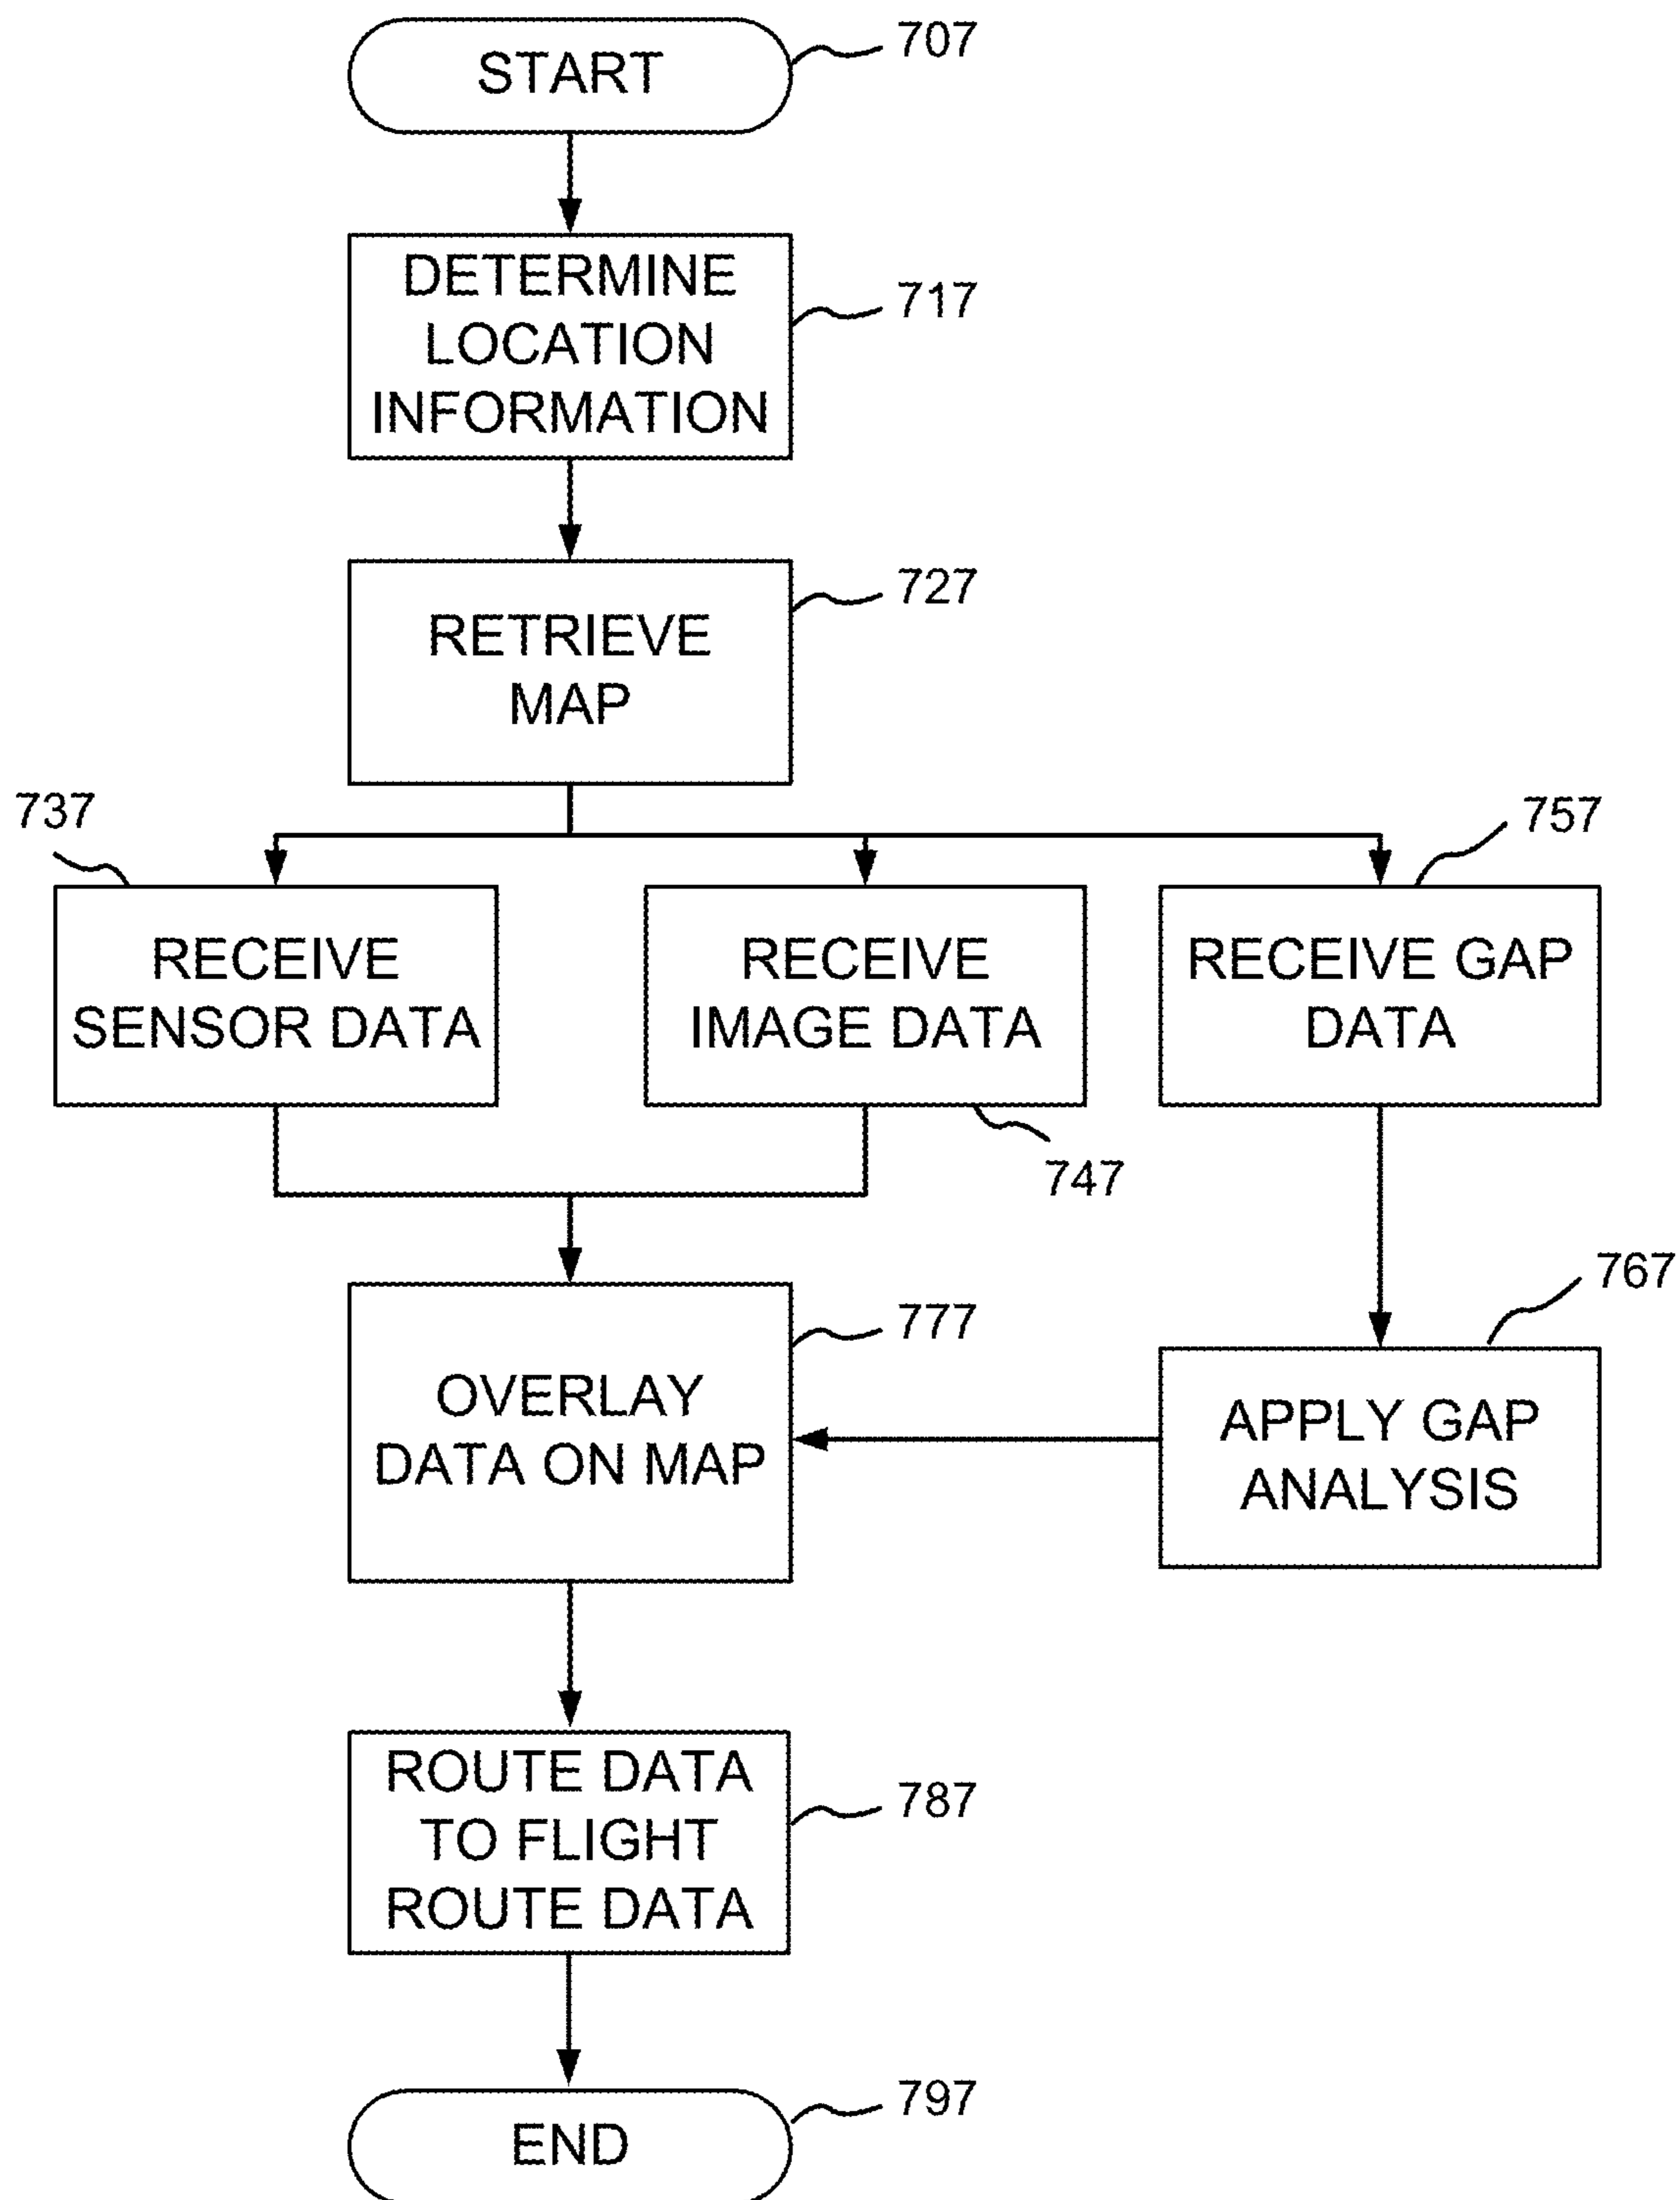 START
707
DETERMINE
LOCATION
INFORMATION
717
RETRIEVE
MAP
727
737
RECEIVE
SENSOR DATA
RECEIVE
IMAGE DATA
747
757
RECEIVE GAP
DATA
767
APPLY GAP
ANALYSIS
777
OVERLAY
DATA ON MAP
ROUTE DATA
TO FLIGHT
ROUTE DATA
787
END
797